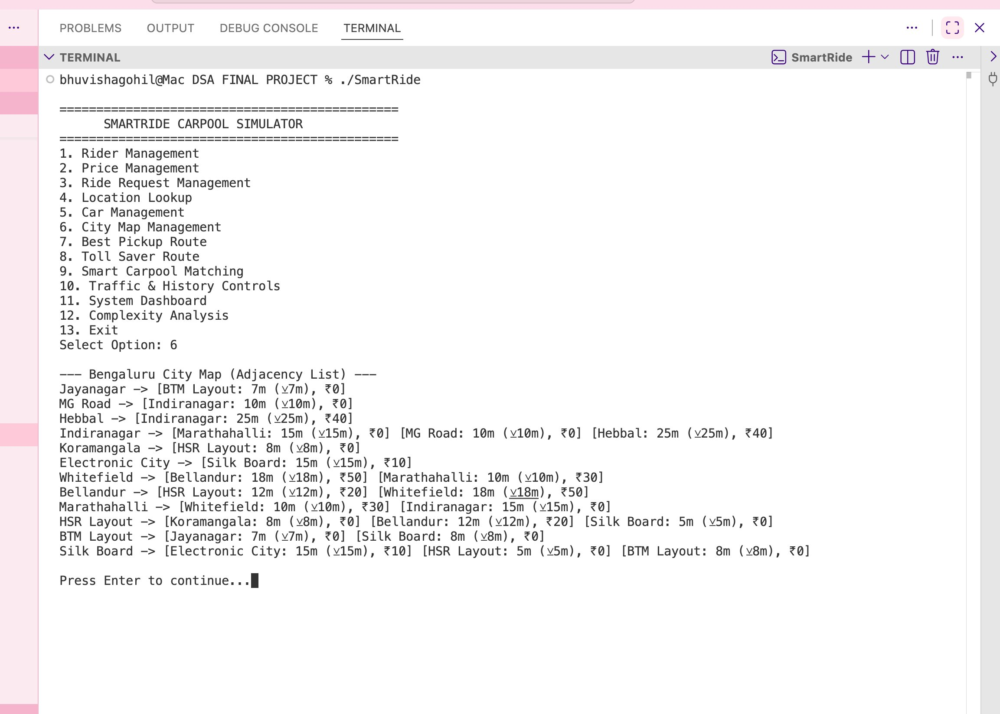 PROBLEMS OUTPUT DEBUG CONSOLE TERMINAL
TERMINAL SmartRide
bhuvishagohil@Mac DSA FINAL PROJECT % ./SmartRide
==============================================
SMARTRIDE CARPOOL SIMULATOR
==============================================
1. Rider Management
2. Price Management
3. Ride Request Management
4. Location Lookup
5. Car Management
6. City Map Management
7. Best Pickup Route
8. Toll Saver Route
9. Smart Carpool Matching
10. Traffic & History Controls
11. System Dashboard
12. Complexity Analysis
13. Exit
Select Option: 6
--- Bengaluru City Map (Adjacency List) ---
Jayanagar -> [BTM Layout: 7m (⊻7m), ₹0]
MG Road -> [Indiranagar: 10m (⊻10m), ₹0]
Hebbal -> [Indiranagar: 25m (⊻25m), ₹40]
Indiranagar -> [Marathahalli: 15m (⊻15m), ₹0] [MG Road: 10m (⊻10m), ₹0] [Hebbal: 25m (⊻25m), ₹40]
Koramangala -> [HSR Layout: 8m (⊻8m), ₹0]
Electronic City -> [Silk Board: 15m (⊻15m), ₹10]
Whitefield -> [Bellandur: 18m (⊻18m), ₹50] [Marathahalli: 10m (⊻10m), ₹30]
Bellandur -> [HSR Layout: 12m (⊻12m), ₹20] [Whitefield: 18m (⊻18m), ₹50]
Marathahalli -> [Whitefield: 10m (⊻10m), ₹30] [Indiranagar: 15m (⊻15m), ₹0]
HSR Layout -> [Koramangala: 8m (⊻8m), ₹0] [Bellandur: 12m (⊻12m), ₹20] [Silk Board: 5m (⊻5m), ₹0]
BTM Layout -> [Jayanagar: 7m (⊻7m), ₹0] [Silk Board: 8m (⊻8m), ₹0]
Silk Board -> [Electronic City: 15m (⊻15m), ₹10] [HSR Layout: 5m (⊻5m), ₹0] [BTM Layout: 8m (⊻8m), ₹0]
Press Enter to continue...